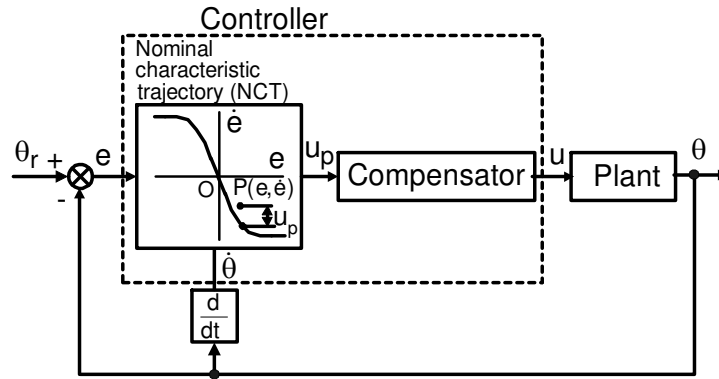 Controller
Nominal
characteristic
trajectory (NCT)
ė
θr +
e
-
e
O
P(e,ė)
up
up
Compensator
u
Plant
θ
θ̇
d
dt